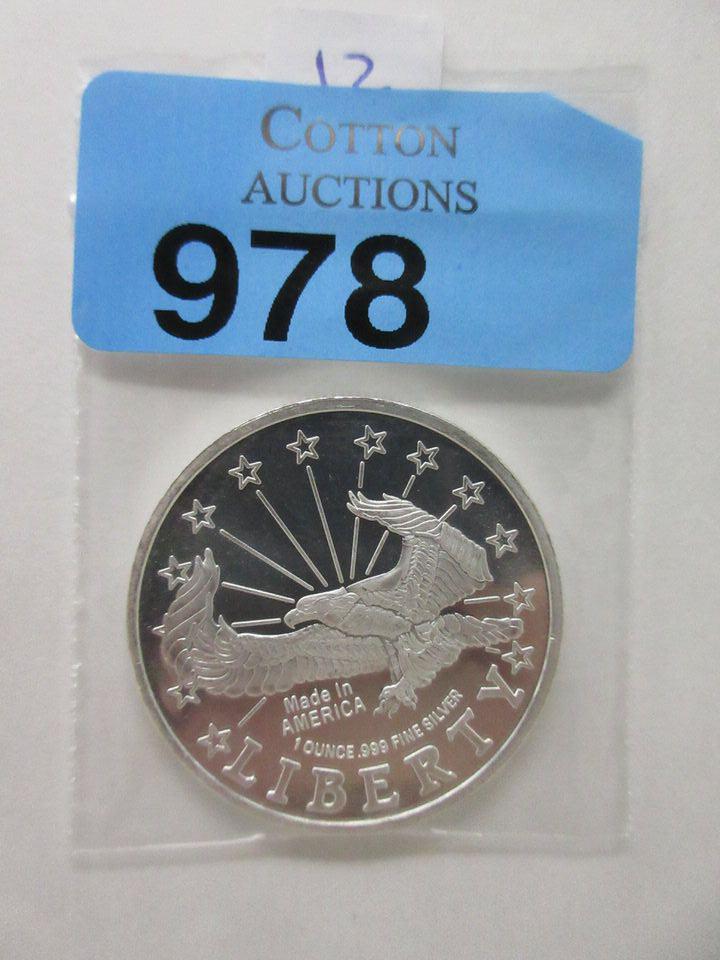 12
COTTON
AUCTIONS
978
Made In
AMERICA
1 OUNCE .999 FINE SILVER
LIBERTY